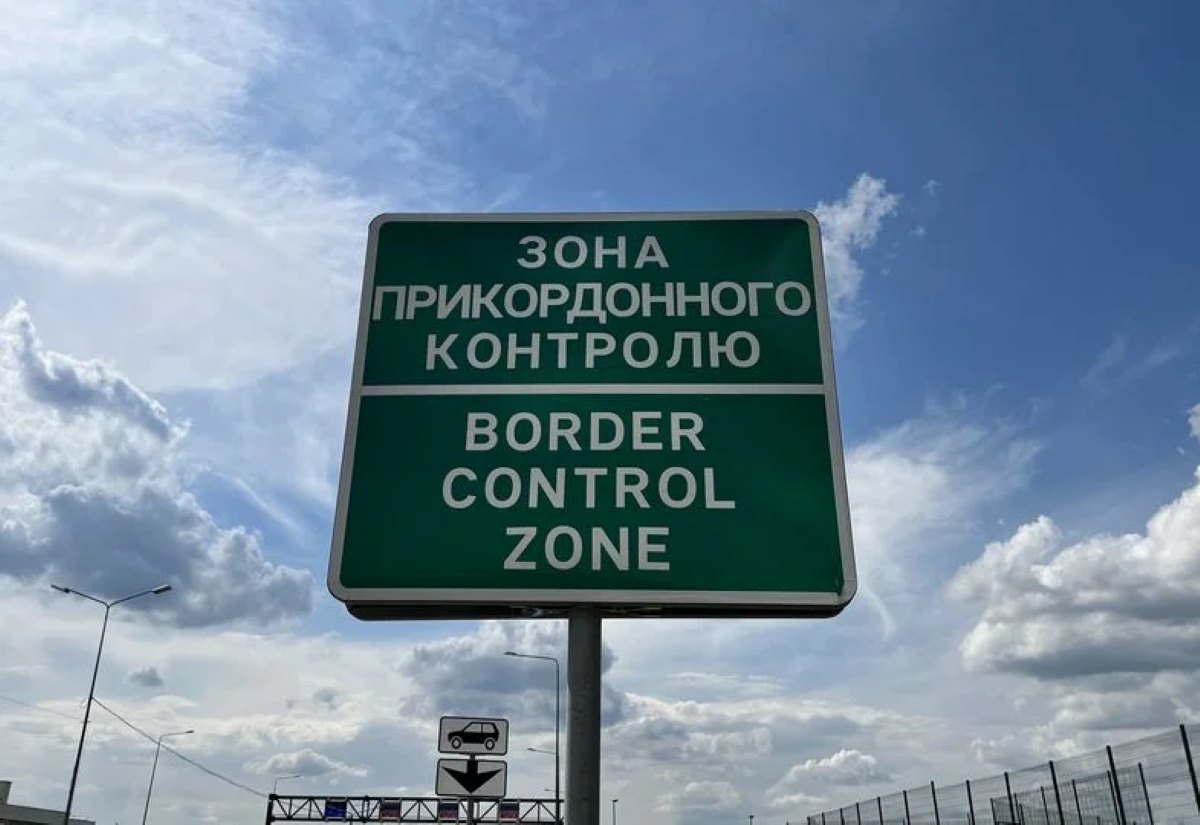 ЗОНА
ПРИКОРДОННОГО
КОНТРОЛЮ
BORDER
CONTROL
ZONE